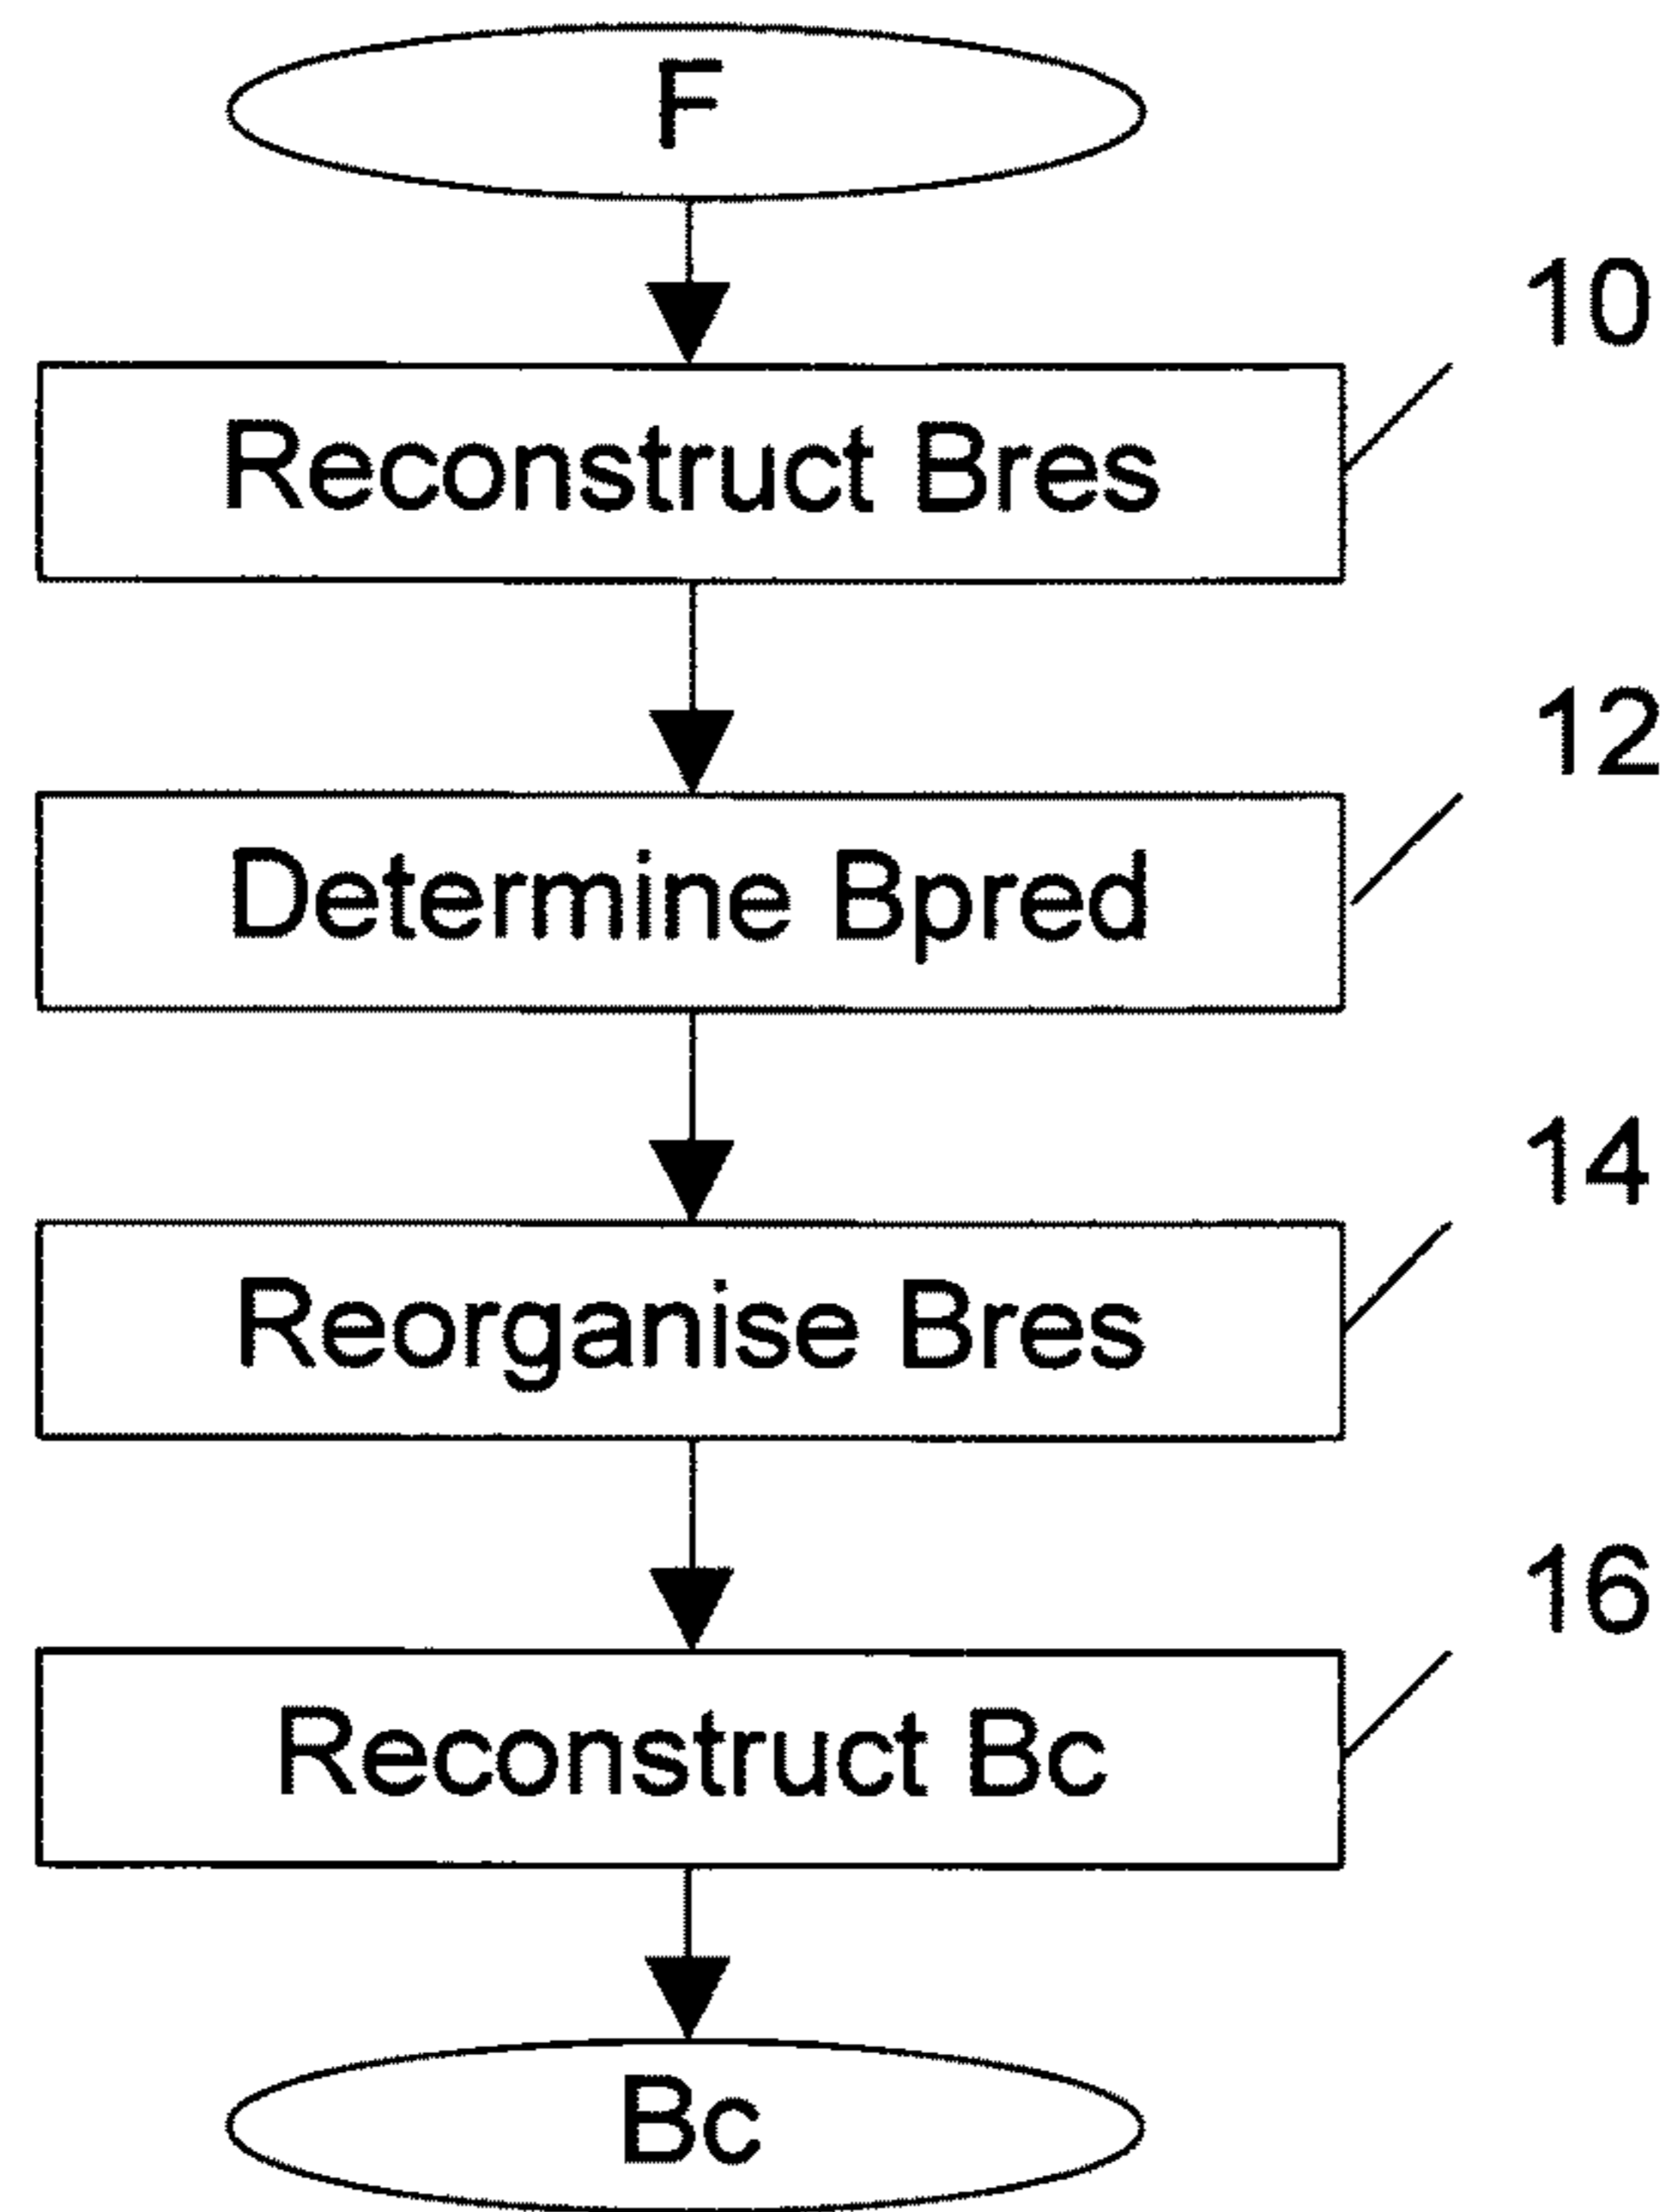 F
10
Reconstruct Bres
12
Determine Bpred
14
Reorganise Bres
16
Reconstruct Bc
Bc